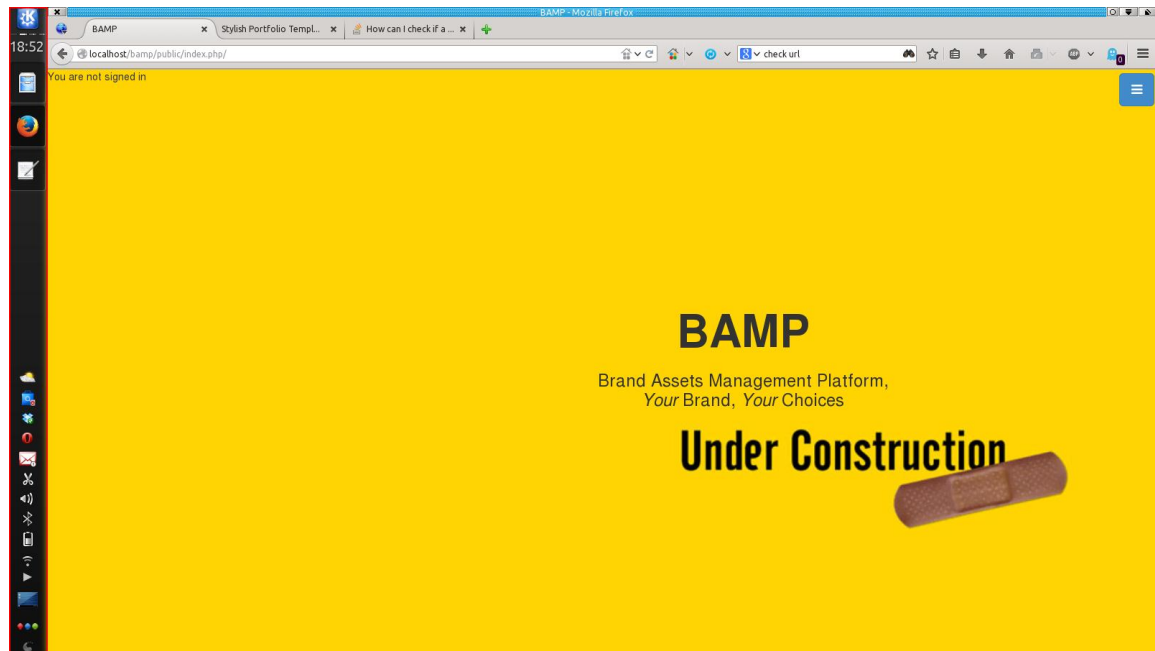 BAMP - Mozilla Firefox
BAMP
Stylish Portfolio Templ...
How can I check if a ...
18:52
localhost/bamp/public/index.php/
check url
0
You are not signed in
BAMP
Brand Assets Management Platform,
Your Brand, Your Choices
Under Construction